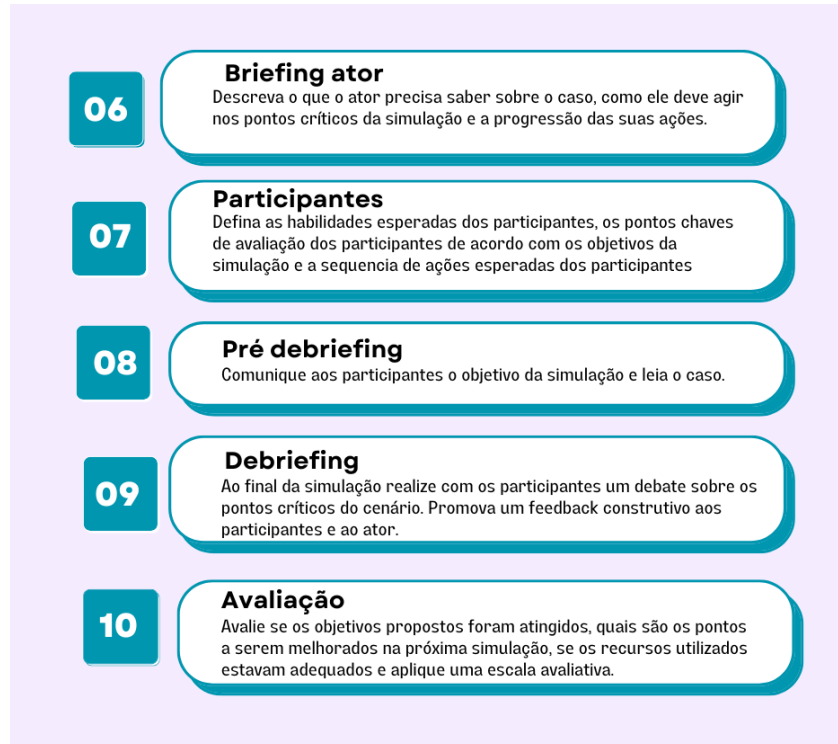 06
Briefing ator
Descreva o que o ator precisa saber sobre o caso, como ele deve agir
nos pontos críticos da simulação e a progressão das suas ações.
07
Participantes
Defina as habilidades esperadas dos participantes, os pontos chaves
de avaliação dos participantes de acordo com os objetivos da
simulação e a sequencia de ações esperadas dos participantes
08
Pré debriefing
Comunique aos participantes o objetivo da simulação e leia o caso.
09
Debriefing
Ao final da simulação realize com os participantes um debate sobre os
pontos críticos do cenário. Promova um feedback construtivo aos
participantes e ao ator.
10
Avaliação
Avalie se os objetivos propostos foram atingidos, quais são os pontos
a serem melhorados na próxima simulação, se os recursos utilizados
estavam adequados e aplique uma escala avaliativa.